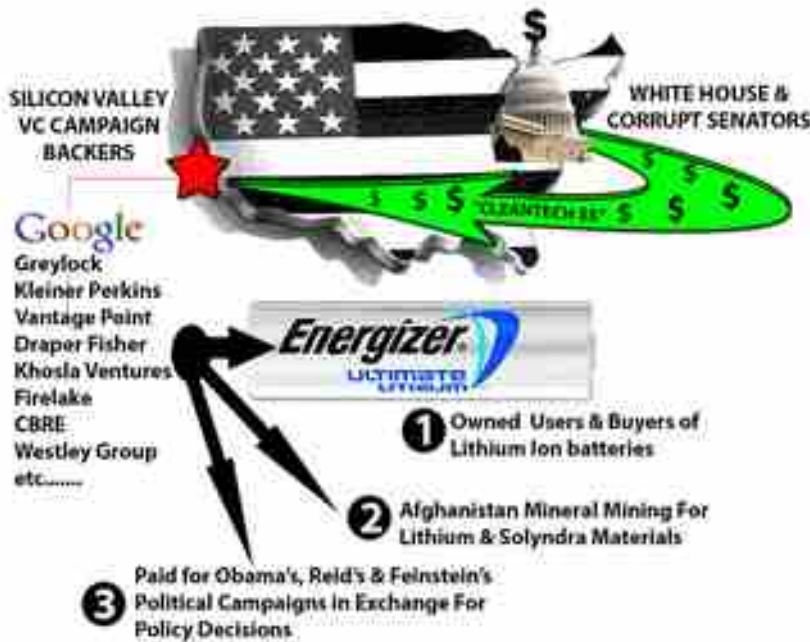 $
SILICON VALLEY
VC CAMPAIGN
BACKERS
WHITE HOUSE &
CORRUPT SENATORS
$ $ $ "CLEANTECH $$" $ $ $ $ $
Google
Greylock
Kleiner Perkins
Vantage Point
Draper Fisher
Khosla Ventures
Firelake
CBRE
Westley Group
etc.......
Energizer
ULTIMATE
LITHIUM
1 Owned Users & Buyers of
Lithium Ion batteries
2 Afghanistan Mineral Mining For
Lithium & Solyndra Materials
3 Paid for Obama's, Reid's & Feinstein's
Political Campaigns in Exchange For
Policy Decisions